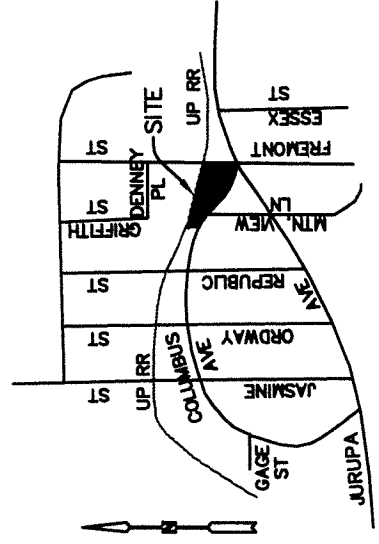 UP RR
SITE
ESSEX
ST
FREMONT
ST
DENNEY
PL
GRIFFITH
ST
MTN. VIEW
LN
REPUBLIC
ST
ORDWAY
ST
JASMINE
ST
UP RR
COLUMBUS
AVE
GAGE
ST
JURUPA
AVE
N